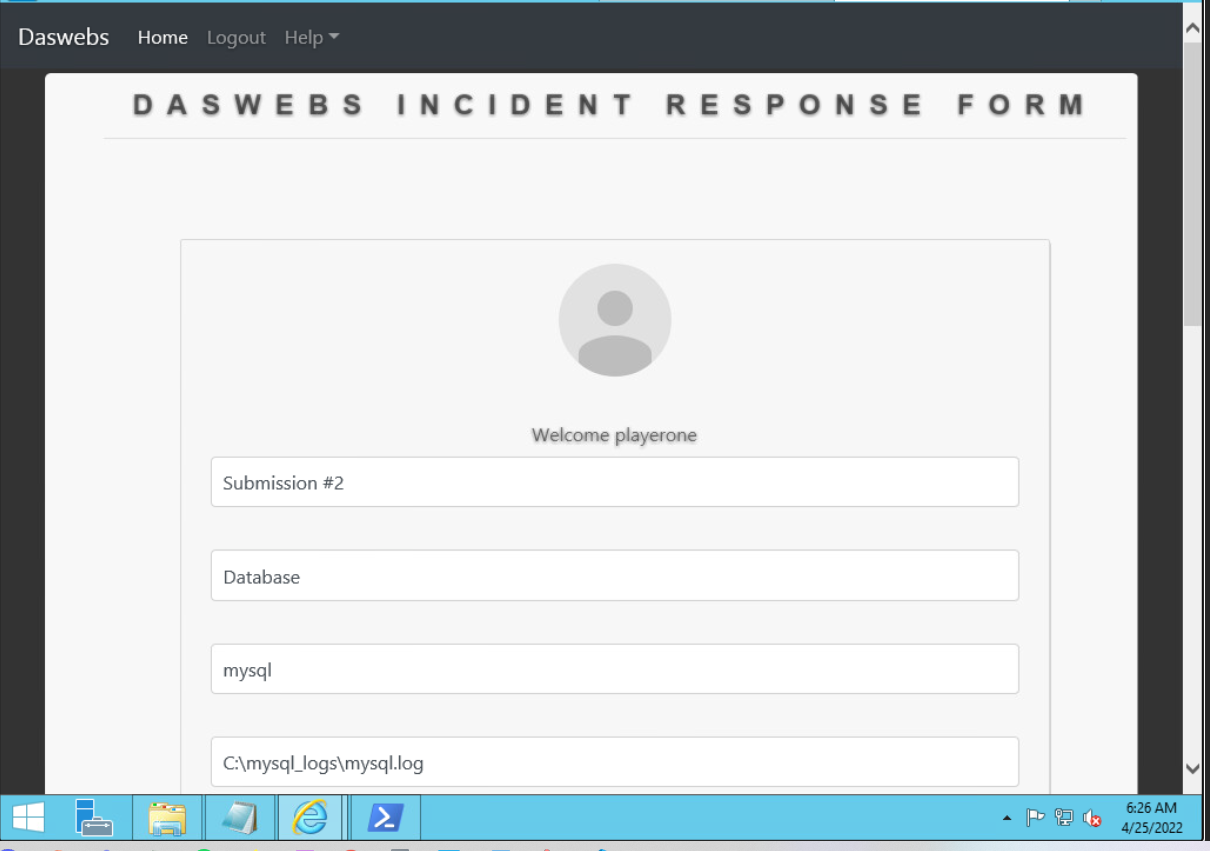 Daswebs Home Logout Help
DASWEBS INCIDENT RESPONSE FORM
Welcome playerone
Submission #2
Database
mysql
C:\mysql_logs\mysql.log
6:26 AM
4/25/2022